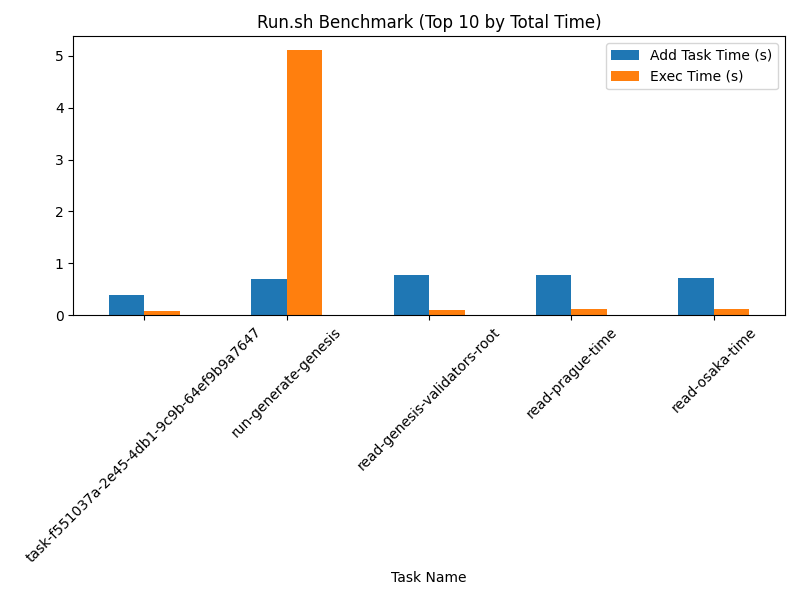 Run.sh Benchmark (Top 10 by Total Time)
Add Task Time (s)
Exec Time (s)
5
4
3
2
1
0
task-f551037a-2e45-4db1-9c9b-64ef9b9a7647
run-generate-genesis
read-genesis-validators-root
read-prague-time
read-osaka-time
Task Name